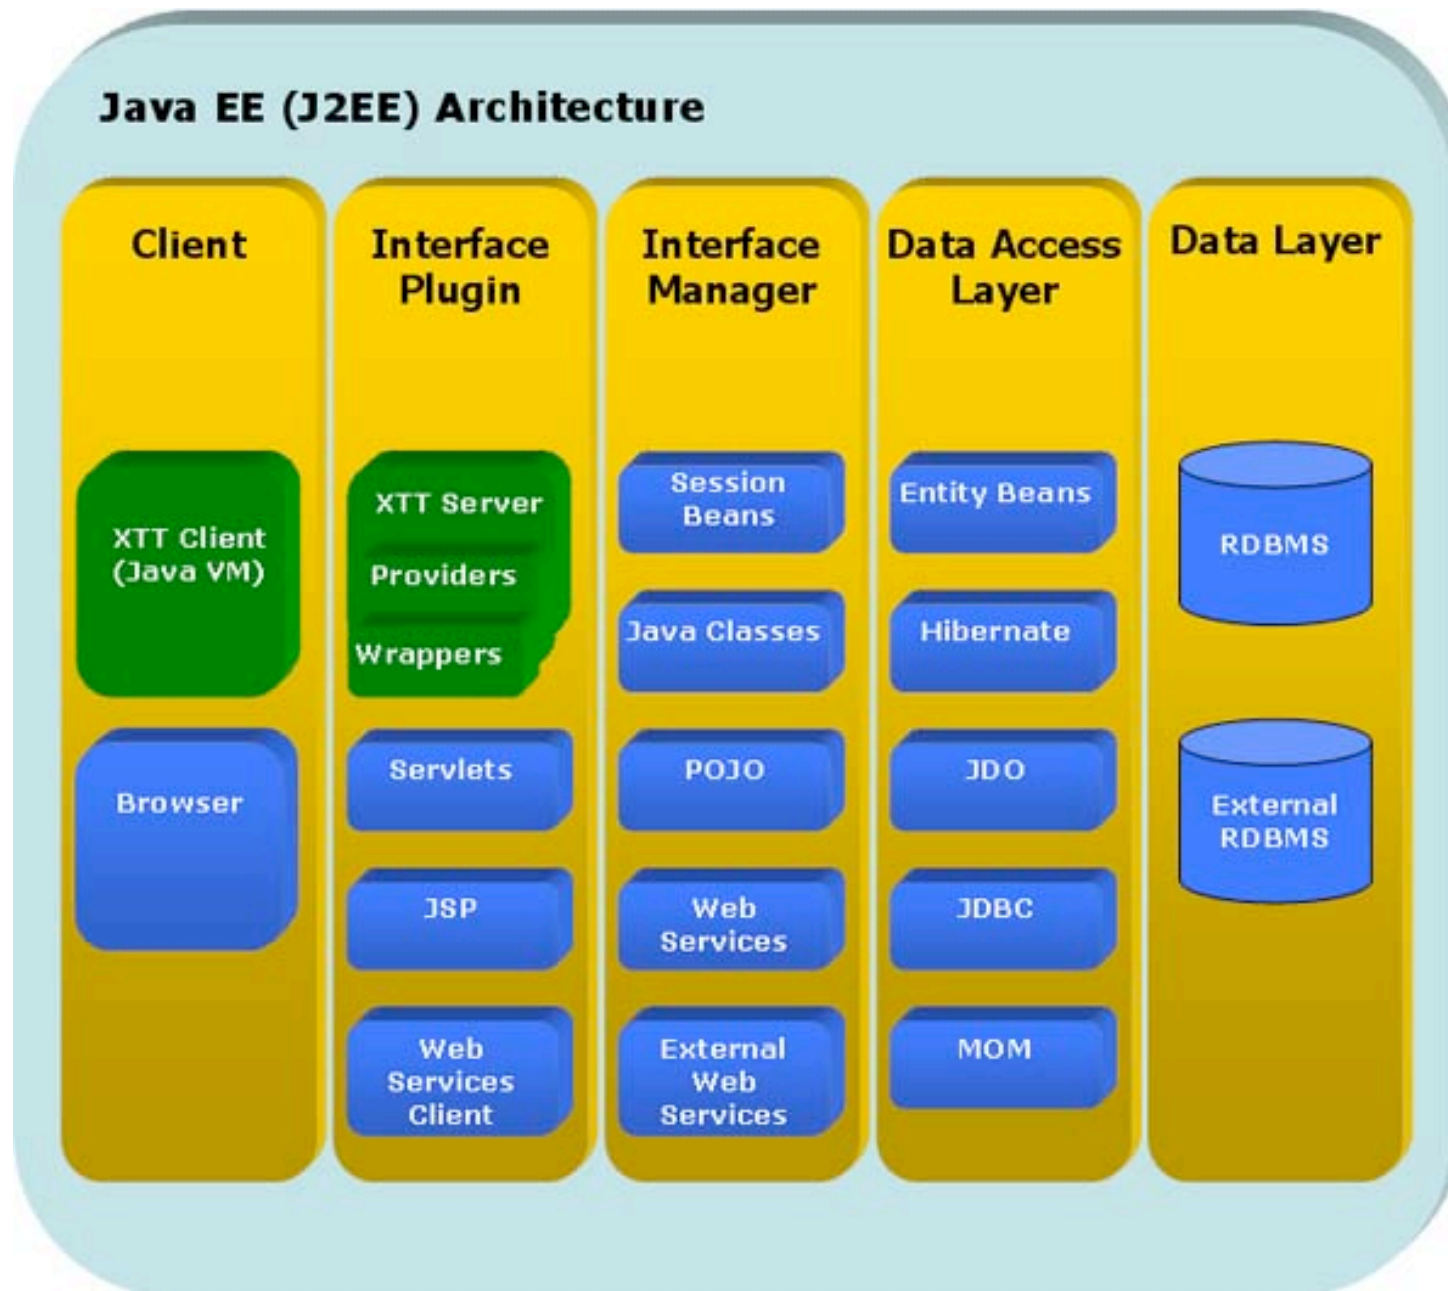 Java EE (J2EE) Architecture
Client
Interface
Plugin
Interface
Manager
Data Access
Layer
Data Layer
XTT Client
(Java VM)
Browser
XTT Server
Providers
Wrappers
Servlets
JSP
Web
Services
Client
Session
Beans
Java Classes
POJO
Web
Services
External
Web
Services
Entity Beans
Hibernate
JDO
JDBC
MOM
RDBMS
External
RDBMS